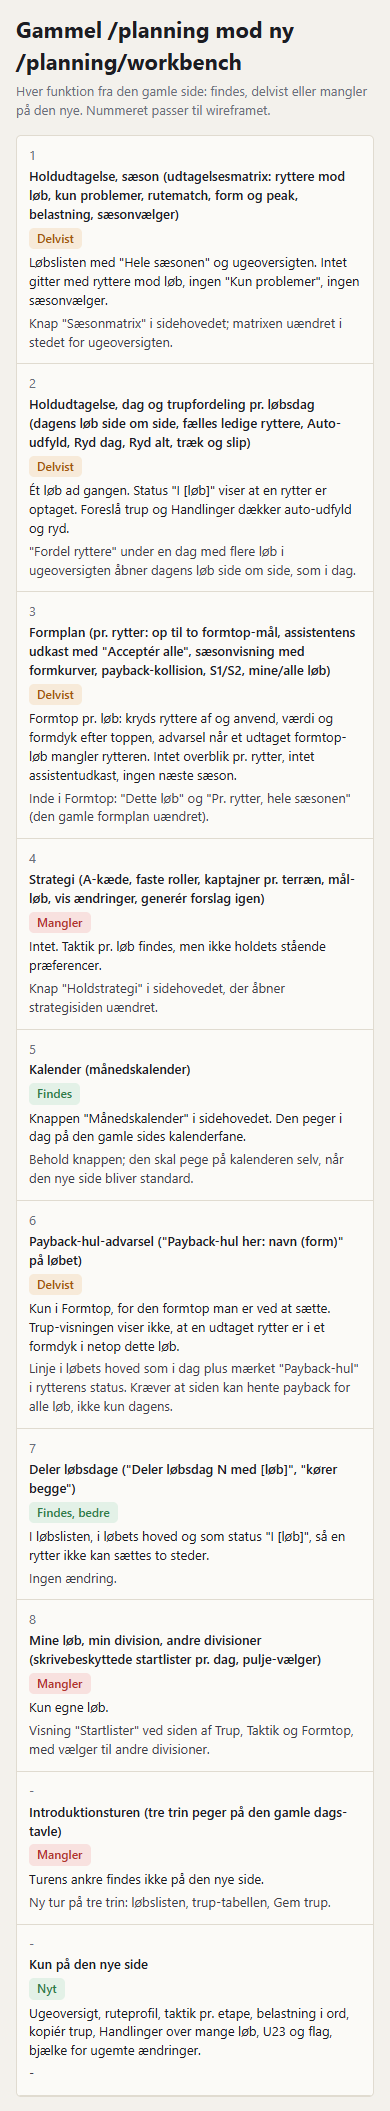 Gammel /planning mod ny
/planning/workbench
Hver funktion fra den gamle side: findes, delvist eller mangler
på den nye. Nummeret passer til wireframet.
1
Holdudtagelse, sæson (udtagelsesmatrix: ryttere mod
løb, kun problemer, rutematch, form og peak,
belastning, sæsonvælger)
Delvist
Løbslisten med "Hele sæsonen" og ugeoversigten. Intet
gitter med ryttere mod løb, ingen "Kun problemer", ingen
sæsonvælger.
Knap "Sæsonmatrix" i sidehovedet; matrixen uændret i
stedet for ugeoversigten.
2
Holdudtagelse, dag og trupfordeling pr. løbsdag
(dagens løb side om side, fælles ledige ryttere, Auto-
udfyld, Ryd dag, Ryd alt, træk og slip)
Delvist
Ét løb ad gangen. Status "I [løb]" viser at en rytter er
optaget. Foreslå trup og Handlinger dækker auto-udfyld
og ryd.
"Fordel ryttere" under en dag med flere løb i
ugeoversigten åbner dagens løb side om side, som i dag.
3
Formplan (pr. rytter: op til to formtop-mål, assistentens
udkast med "Acceptér alle", sæsonvisning med
formkurver, payback-kollision, S1/S2, mine/alle løb)
Delvist
Formtop pr. løb: kryds ryttere af og anvend, værdi og
formdyk efter toppen, advarsel når et udtaget formtop-
løb mangler rytteren. Intet overblik pr. rytter, intet
assistentudkast, ingen næste sæson.
Inde i Formtop: "Dette løb" og "Pr. rytter, hele sæsonen"
(den gamle formplan uændret).
4
Strategi (A-kæde, faste roller, kaptajner pr. terræn, mål-
løb, vis ændringer, generér forslag igen)
Mangler
Intet. Taktik pr. løb findes, men ikke holdets stående
præferencer.
Knap "Holdstrategi" i sidehovedet, der åbner
strategisiden uændret.
5
Kalender (månedskalender)
Findes
Knappen "Månedskalender" i sidehovedet. Den peger i
dag på den gamle sides kalenderfane.
Behold knappen; den skal pege på kalenderen selv, når
den nye side bliver standard.
6
Payback-hul-advarsel ("Payback-hul her: navn (form)"
på løbet)
Delvist
Kun i Formtop, for den formtop man er ved at sætte.
Trup-visningen viser ikke, at en udtaget rytter er i et
formdyk i netop dette løb.
Linje i løbets hoved som i dag plus mærket "Payback-hul"
i rytterens status. Kræver at siden kan hente payback for
alle løb, ikke kun dagens.
7
Deler løbsdage ("Deler løbsdag N med [løb]", "kører
begge")
Findes, bedre
I løbslisten, i løbets hoved og som status "I [løb]", så en
rytter ikke kan sættes to steder.
Ingen ændring.
8
Mine løb, min division, andre divisioner
(skrivebeskyttede startlister pr. dag, pulje-vælger)
Mangler
Kun egne løb.
Visning "Startlister" ved siden af Trup, Taktik og Formtop,
med vælger til andre divisioner.
-
Introduktionsturen (tre trin peger på den gamle dags-
tavle)
Mangler
Turens ankre findes ikke på den nye side.
Ny tur på tre trin: løbslisten, trup-tabellen, Gem trup.
-
Kun på den nye side
Nyt
Ugeoversigt, ruteprofil, taktik pr. etape, belastning i ord,
kopiér trup, Handlinger over mange løb, U23 og flag,
bjælke for ugemte ændringer.
-